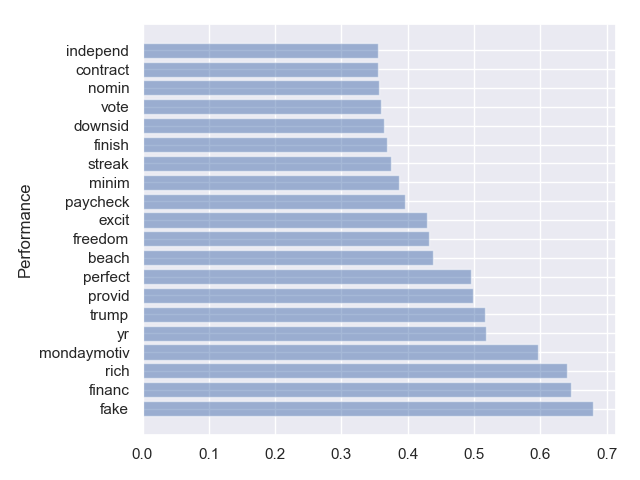 independ
contract
nomin
vote
downsid
finish
streak
minim
paycheck
excit
freedom
beach
perfect
provid
trump
yr
mondaymotiv
rich
financ
fake
Performance
0.0 0.1 0.2 0.3 0.4 0.5 0.6 0.7